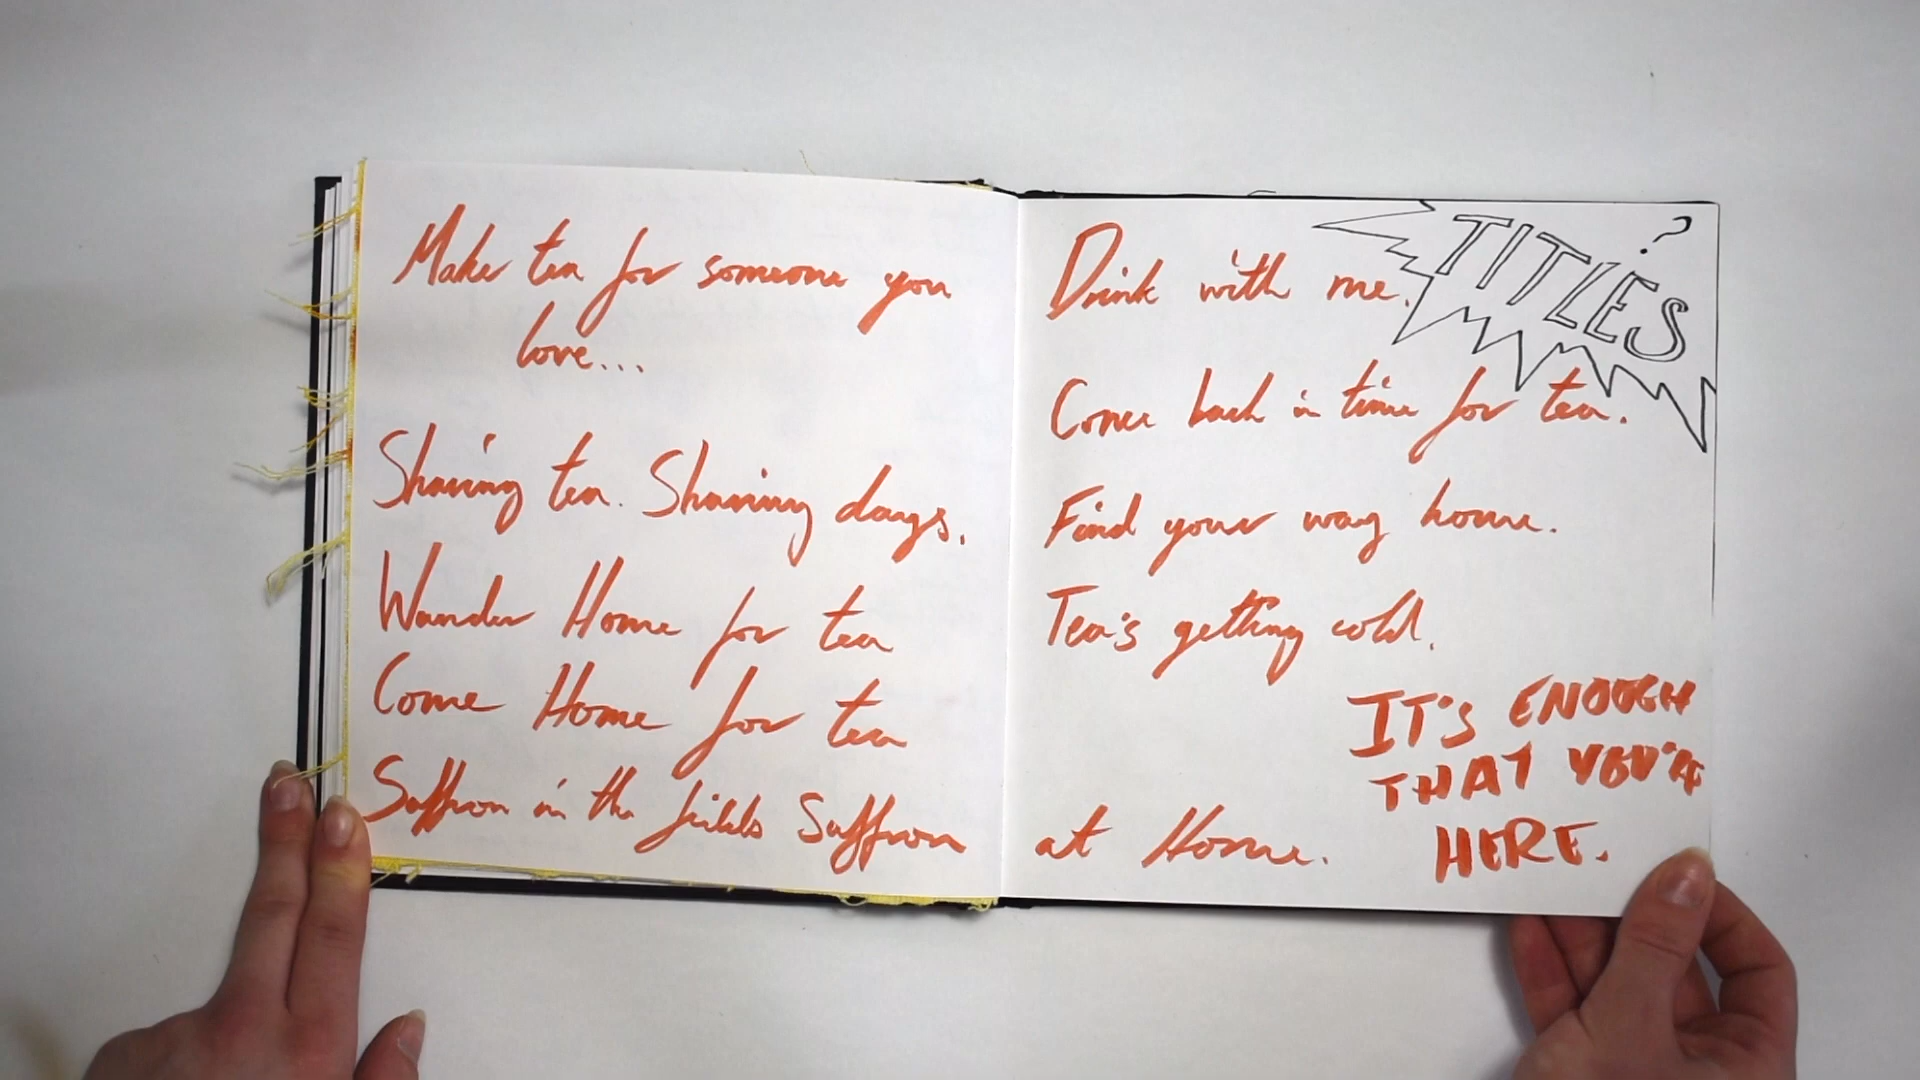 Make tea for someone you
love...
Sharing tea. Sharing days.
Wander Home for tea
Come Home for tea
Saffron in the fields Saffron at Home.
TITLES?
Drink with me.
Come back in time for tea.
Find your way home.
Tea's getting cold.
IT'S ENOUGH
THAT YOU'RE
HERE.